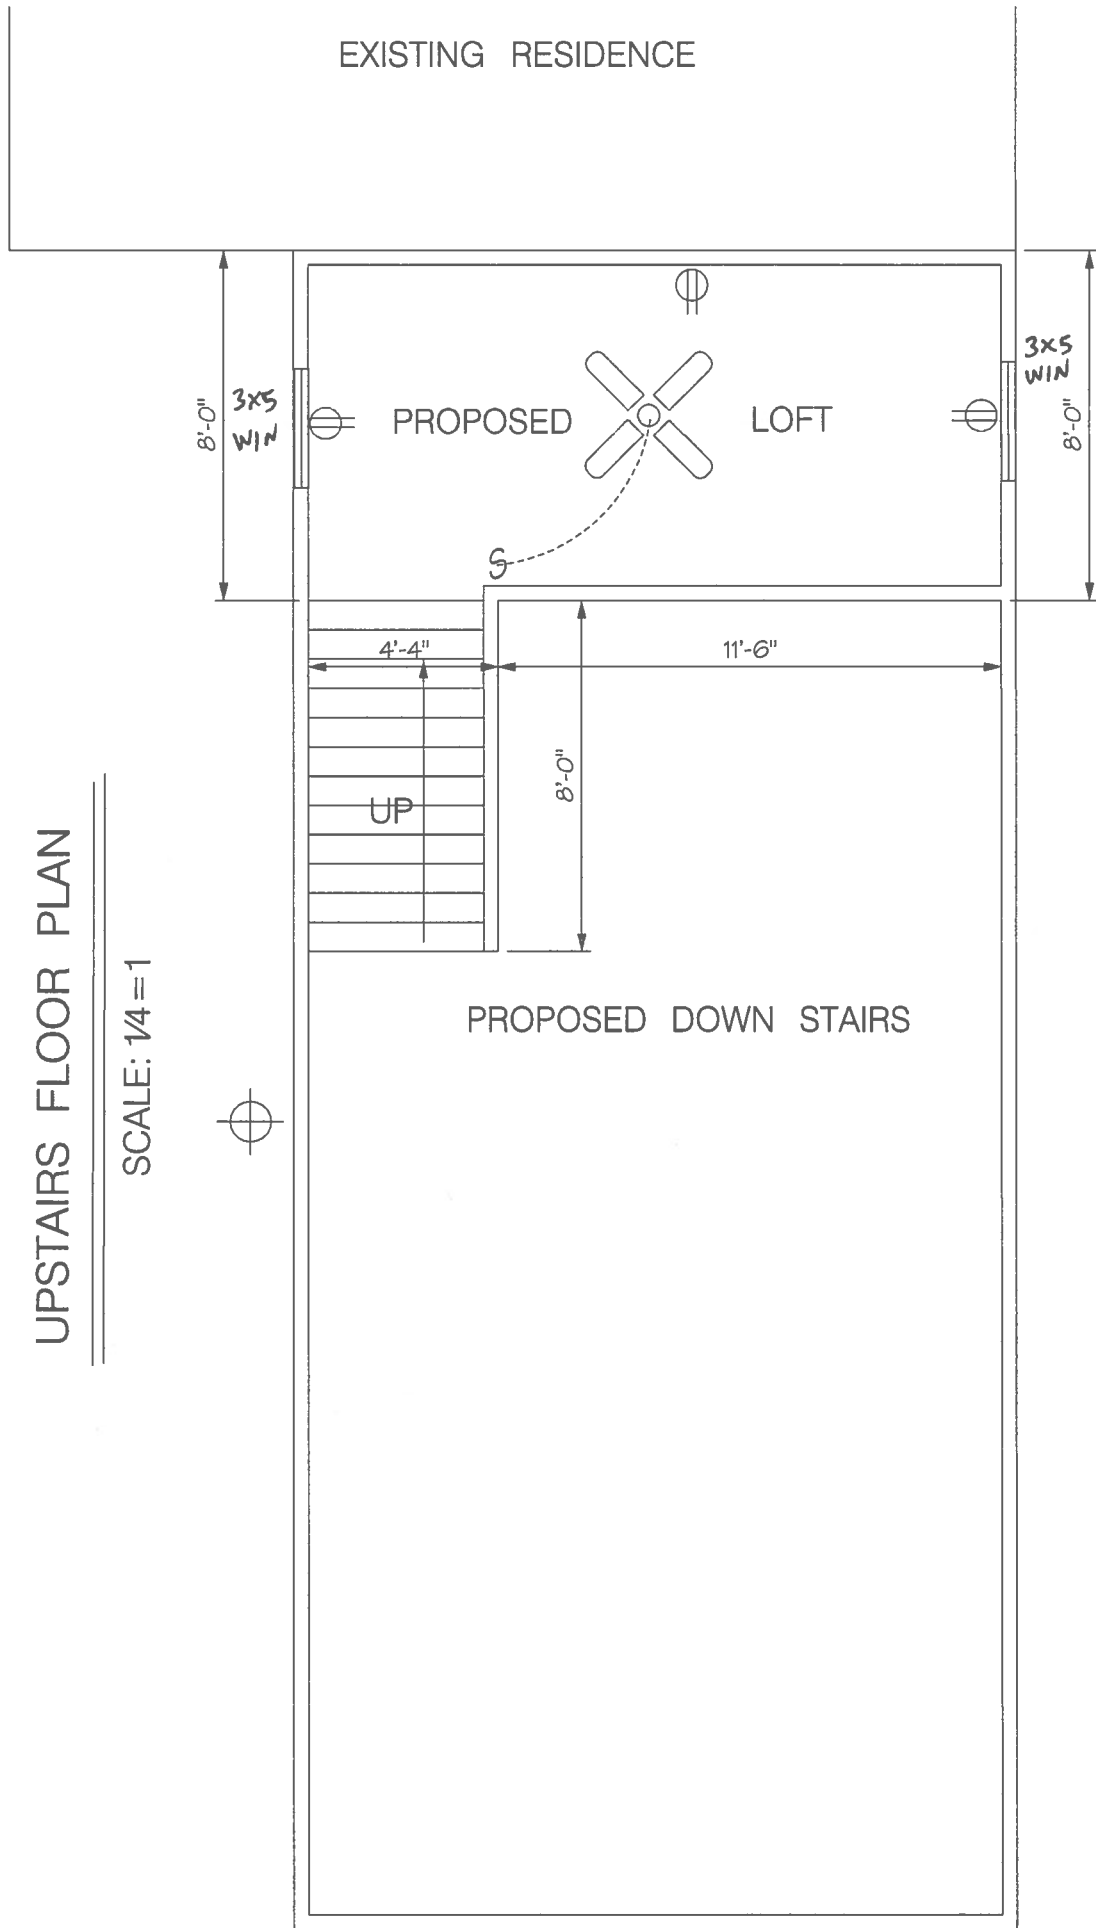 EXISTING RESIDENCE
8'-0"
3x5
WIN
PROPOSED LOFT
3x5
WIN
8'-0"
S
4'-4"
11'-6"
8'-0"
UP
PROPOSED DOWN STAIRS
UPSTAIRS FLOOR PLAN
SCALE: 1/4=1